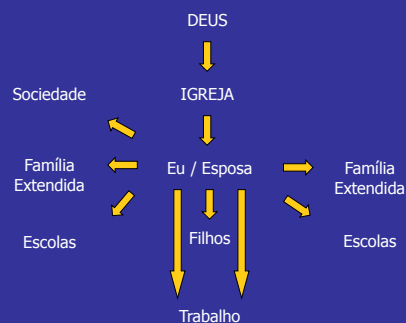 DEUS
Sociedade
IGREJA
Família
Extendida
Eu / Esposa
Família
Extendida
Escolas
Filhos
Escolas
Trabalho